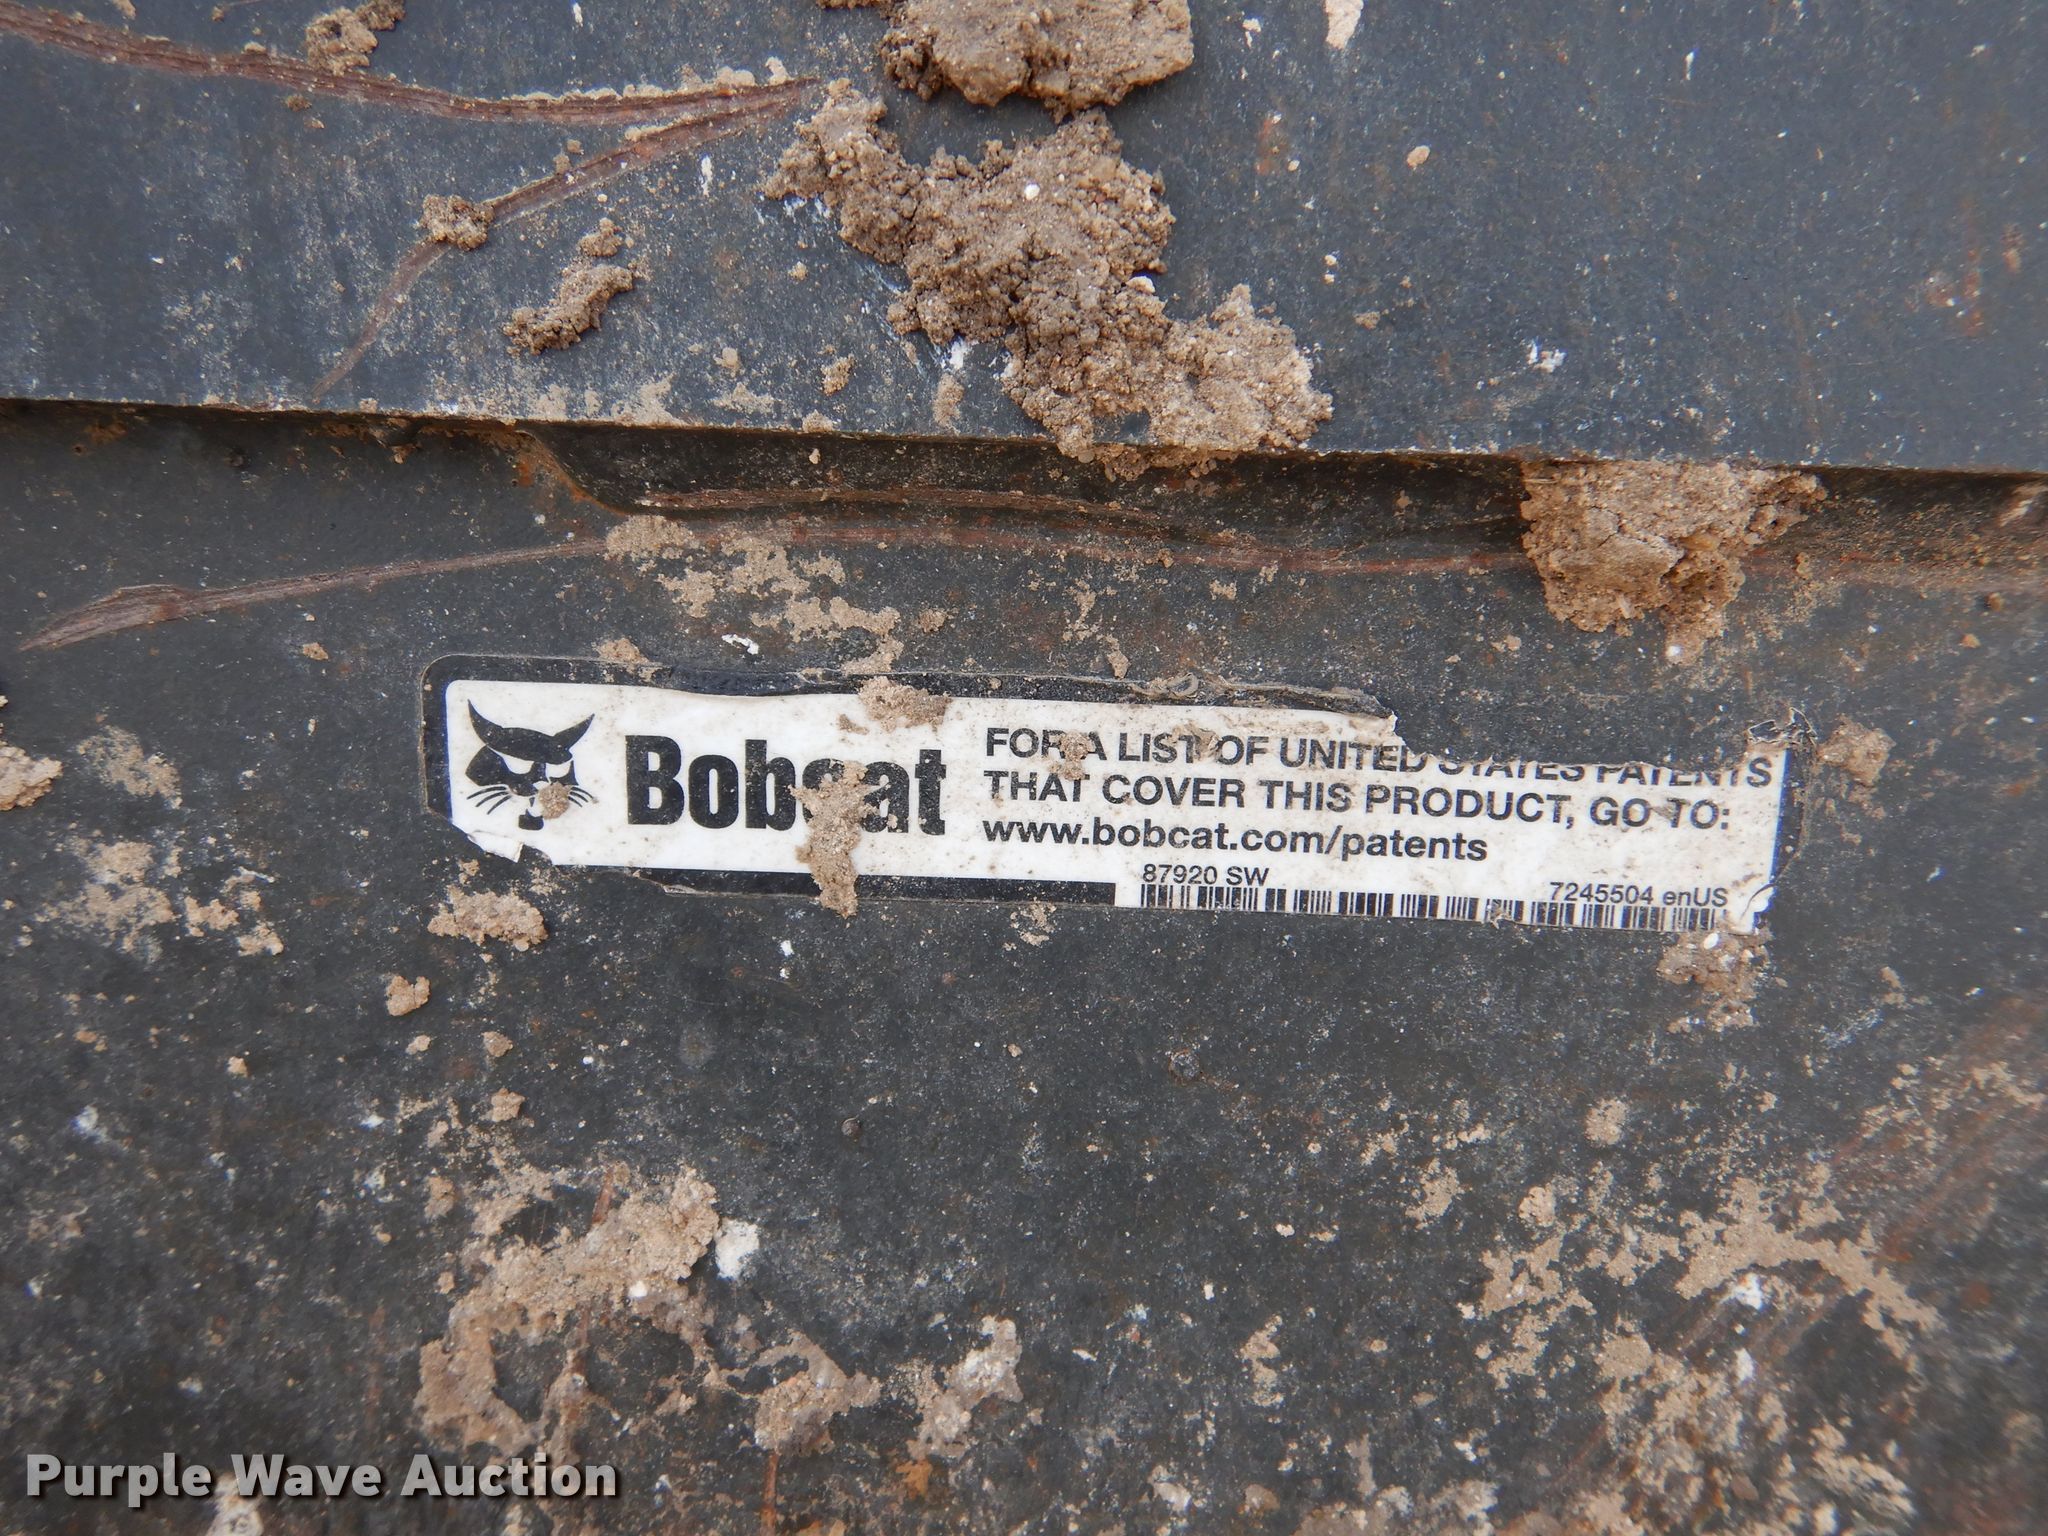 Bobcat
FOR A LIST OF UNITED STATES PATENTS
THAT COVER THIS PRODUCT, GO TO:
www.bobcat.com/patents
87920 SW
7245504 enUS
Purple Wave Auction